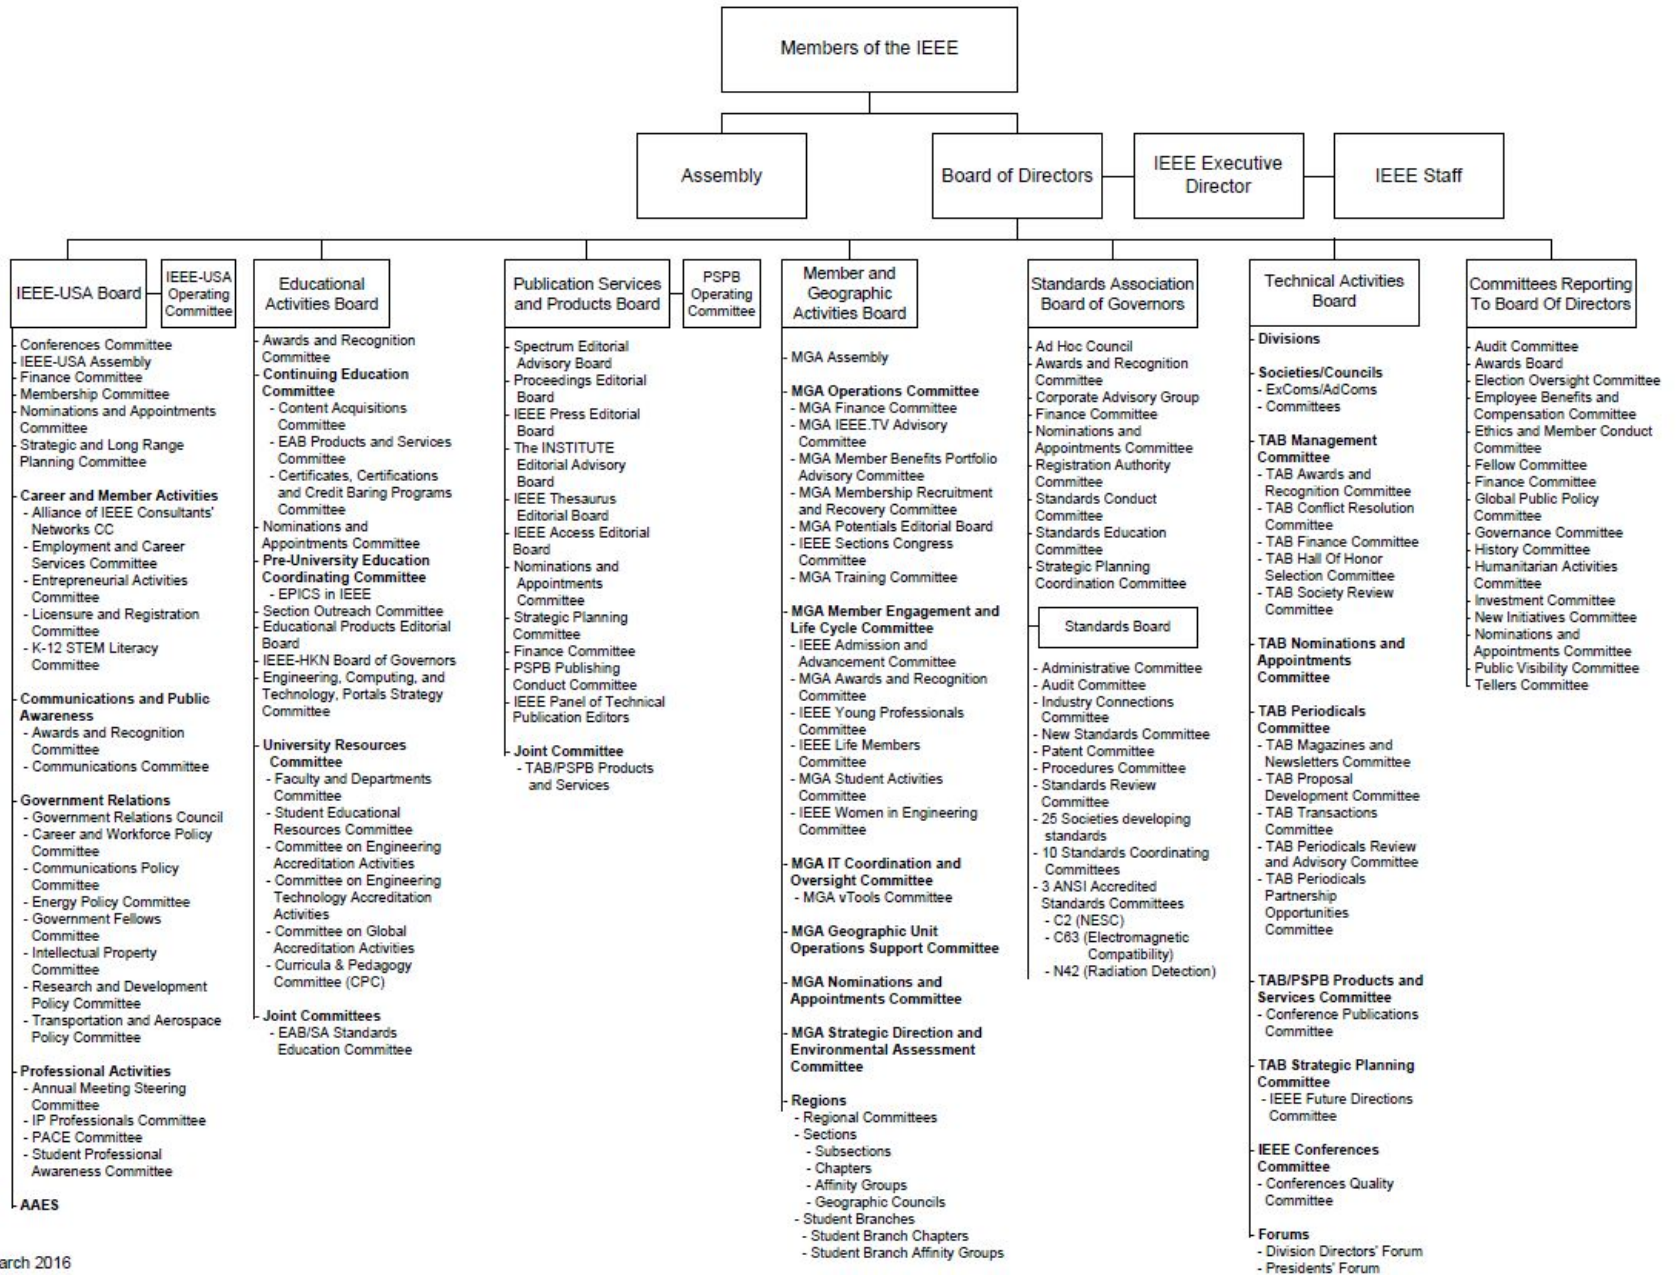 Members of the IEEE
Assembly
Board of Directors
IEEE Executive
Director
IEEE Staff
IEEE-USA Board
IEEE-USA
Operating
Committee
- Conferences Committee
- IEEE-USA Assembly
- Finance Committee
- Membership Committee
- Nominations and Appointments
Committee
- Strategic and Long Range
Planning Committee
- Career and Member Activities
- Alliance of IEEE Consultants'
Networks CC
- Employment and Career
Services Committee
- Entrepreneurial Activities
Committee
- Licensure and Registration
Committee
- K-12 STEM Literacy
Committee
- Communications and Public
Awareness
- Awards and Recognition
Committee
- Communications Committee
- Government Relations
- Government Relations Council
- Career and Workforce Policy
Committee
- Communications Policy
Committee
- Energy Policy Committee
- Government Fellows
Committee
- Intellectual Property
Committee
- Research and Development
Policy Committee
- Transportation and Aerospace
Policy Committee
- Professional Activities
- Annual Meeting Steering
Committee
- IP Professionals Committee
- PACE Committee
- Student Professional
Awareness Committee
- AAES
Educational
Activities Board
- Awards and Recognition
Committee
- Continuing Education
Committee
- Content Acquisitions
Committee
- EAB Products and Services
Committee
- Certificates, Certifications
and Credit Baring Programs
Committee
- Nominations and
Appointments Committee
- Pre-University Education
Coordinating Committee
- EPICS in IEEE
- Section Outreach Committee
- Educational Products Editorial
Board
- IEEE-HKN Board of Governors
- Engineering, Computing, and
Technology, Portals Strategy
Committee
- University Resources
Committee
- Faculty and Departments
Committee
- Student Educational
Resources Committee
- Committee on Engineering
Accreditation Activities
- Committee on Engineering
Technology Accreditation
Activities
- Committee on Global
Accreditation Activities
- Curricula & Pedagogy
Committee (CPC)
- Joint Committees
- EAB/SA Standards
Education Committee
Publication Services
and Products Board
PSPB
Operating
Committee
- Spectrum Editorial
Advisory Board
- Proceedings Editorial
Board
- IEEE Press Editorial
Board
- The INSTITUTE
Editorial Advisory
Board
- IEEE Thesaurus
Editorial Board
- IEEE Access Editorial
Board
- Nominations and
Appointments
Committee
- Strategic Planning
Committee
- Finance Committee
- PSPB Publishing
Conduct Committee
- IEEE Panel of Technical
Publication Editors
- Joint Committee
- TAB/PSPB Products
and Services
Member and
Geographic
Activities Board
- MGA Assembly
- MGA Operations Committee
- MGA Finance Committee
- MGA IEEE.TV Advisory
Committee
- MGA Member Benefits Portfolio
Advisory Committee
- MGA Membership Recruitment
and Recovery Committee
- MGA Potentials Editorial Board
- IEEE Sections Congress
Committee
- MGA Training Committee
- MGA Member Engagement and
Life Cycle Committee
- IEEE Admission and
Advancement Committee
- MGA Awards and Recognition
Committee
- IEEE Young Professionals
Committee
- IEEE Life Members
Committee
- MGA Student Activities
Committee
- IEEE Women in Engineering
Committee
- MGA IT Coordination and
Oversight Committee
- MGA vTools Committee
- MGA Geographic Unit
Operations Support Committee
- MGA Nominations and
Appointments Committee
- MGA Strategic Direction and
Environmental Assessment
Committee
- Regions
- Regional Committees
- Sections
- Subsections
- Chapters
- Affinity Groups
- Geographic Councils
- Student Branches
- Student Branch Chapters
- Student Branch Affinity Groups
Standards Association
Board of Governors
- Ad Hoc Council
- Awards and Recognition
Committee
- Corporate Advisory Group
- Finance Committee
- Nominations and
Appointments Committee
- Registration Authority
Committee
- Standards Conduct
Committee
- Standards Education
Committee
- Strategic Planning
Coordination Committee
Standards Board
- Administrative Committee
- Audit Committee
- Industry Connections
Committee
- New Standards Committee
- Patent Committee
- Procedures Committee
- Standards Review
Committee
- 25 Societies developing
standards
- 10 Standards Coordinating
Committees
- 3 ANSI Accredited
Standards Committees
- C2 (NESC)
- C63 (Electromagnetic
Compatibility)
- N42 (Radiation Detection)
Technical Activities
Board
- Divisions
- Societies/Councils
- ExComs/AdComs
- Committees
- TAB Management
Committee
- TAB Awards and
Recognition Committee
- TAB Conflict Resolution
Committee
- TAB Finance Committee
- TAB Hall Of Honor
Selection Committee
- TAB Society Review
Committee
- TAB Nominations and
Appointments
Committee
- TAB Periodicals
Committee
- TAB Magazines and
Newsletters Committee
- TAB Proposal
Development Committee
- TAB Transactions
Committee
- TAB Periodicals Review
and Advisory Committee
- TAB Periodicals
Partnership
Opportunities
Committee
- TAB/PSPB Products and
Services Committee
- Conference Publications
Committee
- TAB Strategic Planning
Committee
- IEEE Future Directions
Committee
- IEEE Conferences
Committee
- Conferences Quality
Committee
- Forums
- Division Directors' Forum
- Presidents' Forum
Committees Reporting
To Board Of Directors
- Audit Committee
- Awards Board
- Election Oversight Committee
- Employee Benefits and
Compensation Committee
- Ethics and Member Conduct
Committee
- Fellow Committee
- Finance Committee
- Global Public Policy
Committee
- Governance Committee
- History Committee
- Humanitarian Activities
Committee
- Investment Committee
- New Initiatives Committee
- Nominations and
Appointments Committee
- Public Visibility Committee
- Tellers Committee
arch 2016